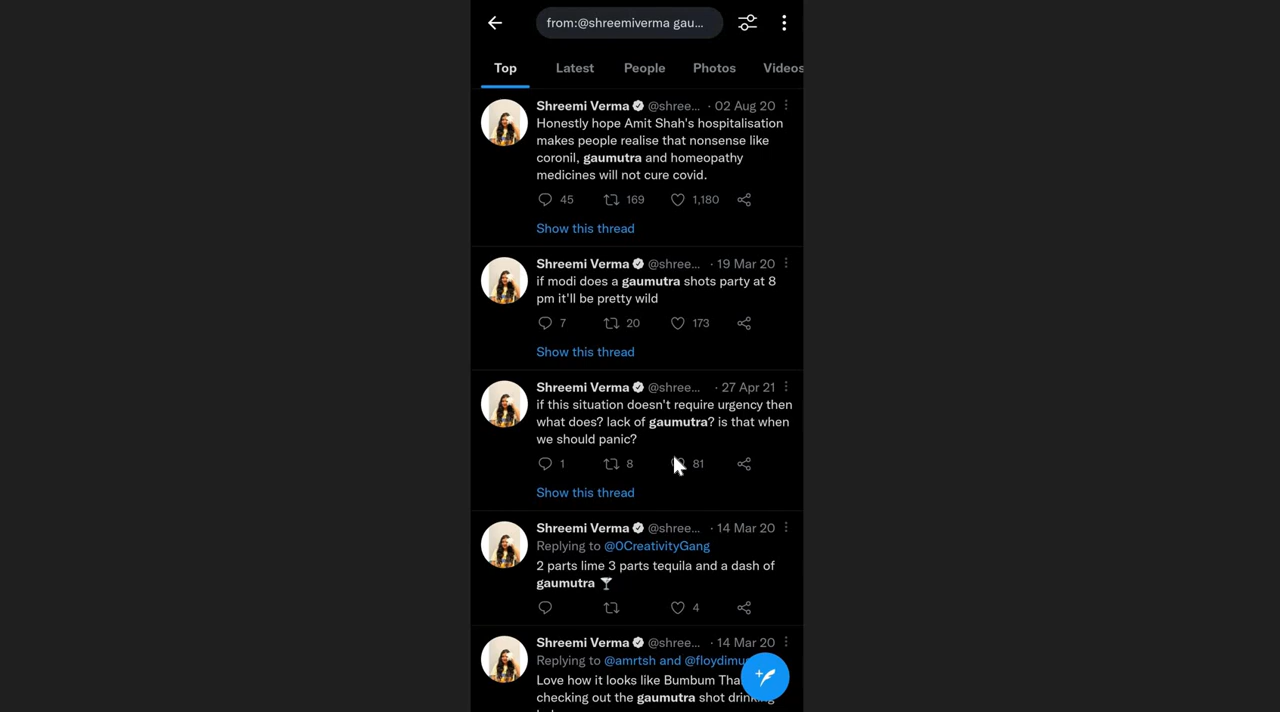 from:@shreemiverma gau...
Top Latest People Photos Videos
Shreemi Verma @shree... · 02 Aug 20
Honestly hope Amit Shah's hospitalisation
makes people realise that nonsense like
coronil, gaumutra and homeopathy
medicines will not cure covid.
45 169 1,180
Show this thread
Shreemi Verma @shree... · 19 Mar 20
if modi does a gaumutra shots party at 8
pm it'll be pretty wild
7 20 173
Show this thread
Shreemi Verma @shree... · 27 Apr 21
if this situation doesn't require urgency then
what does? lack of gaumutra? is that when
we should panic?
1 8 81
Show this thread
Shreemi Verma @shree... · 14 Mar 20
Replying to @0CreativityGang
2 parts lime 3 parts tequila and a dash of
gaumutra 🍸
4
Shreemi Verma @shree... · 14 Mar 20
Replying to @amrtsh and
Love how it looks like Bumbum
checking out the gaumutra shot